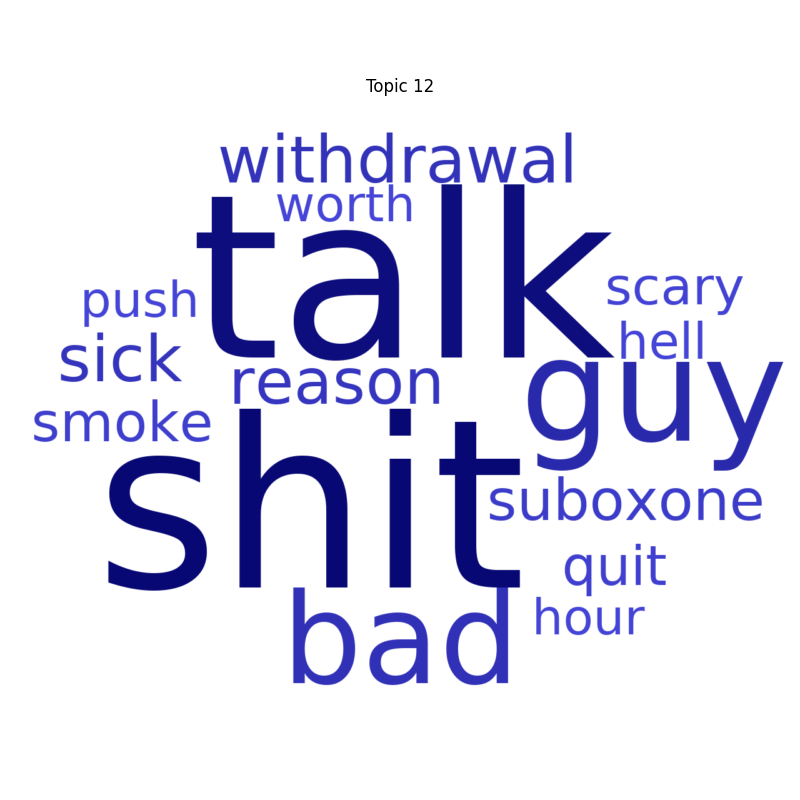 Topic 12
withdrawal
worth
talk
push
scary
sick
hell
reason
guy
smoke
shit
suboxone
quit
bad
hour